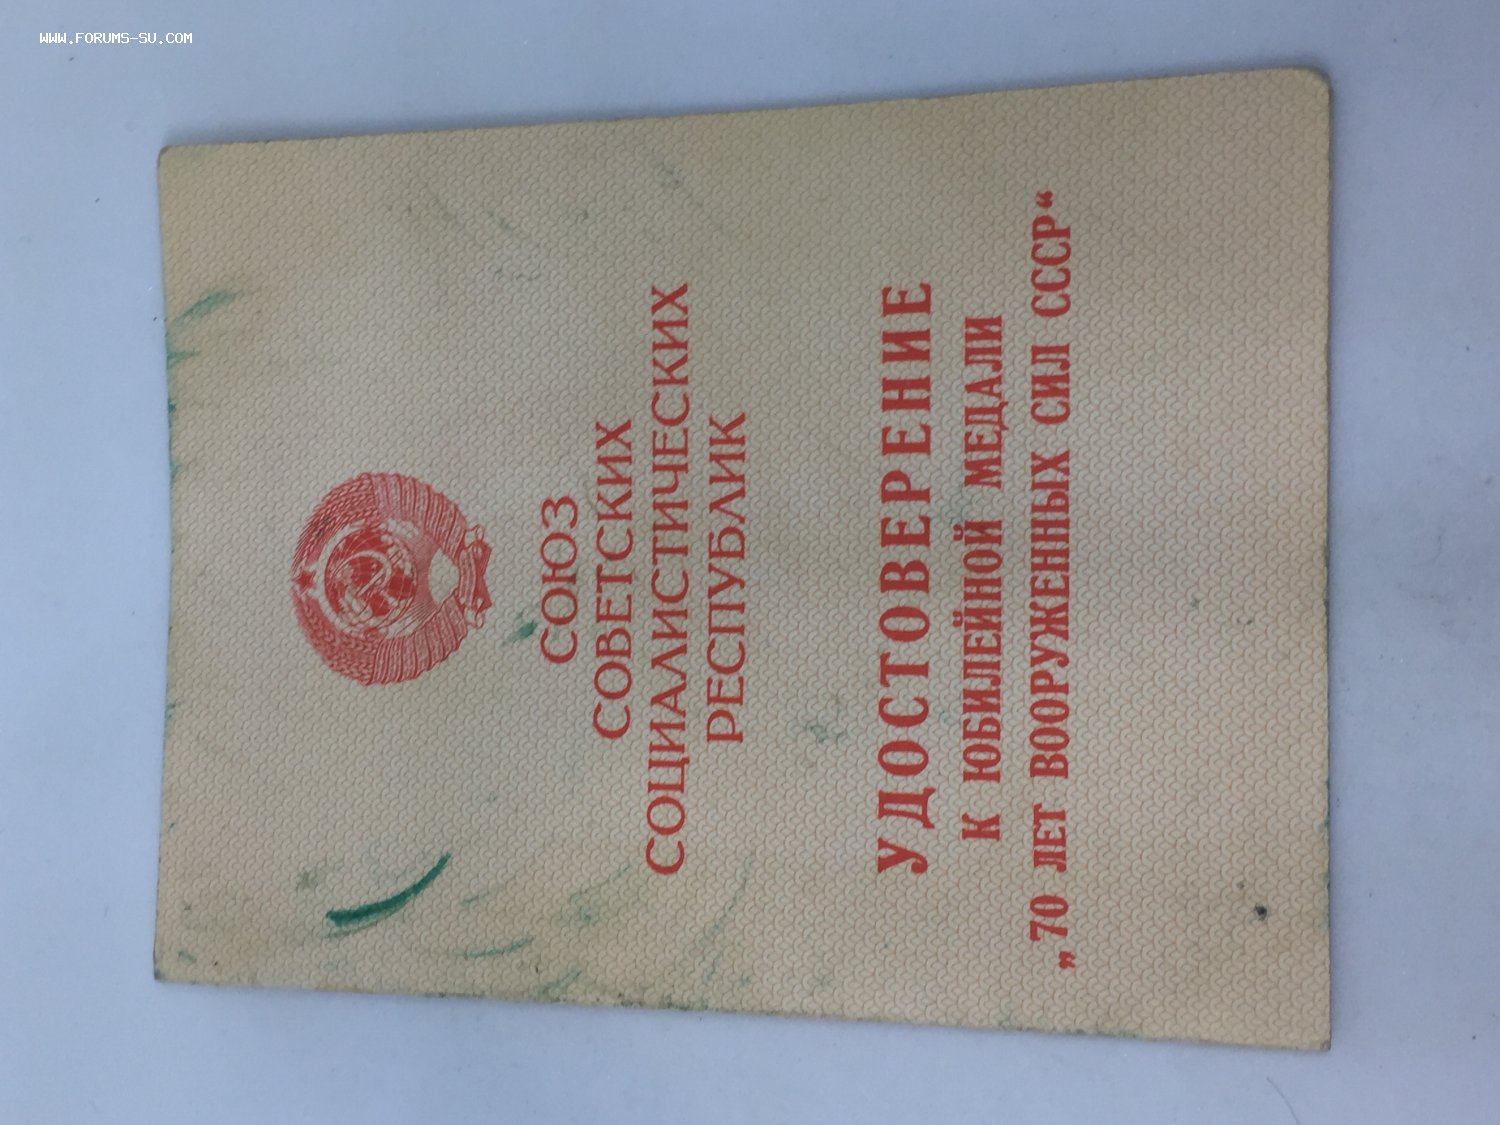 WWW.FORUMS-SU.COM
СОЮЗ
СОВЕТСКИХ
СОЦИАЛИСТИЧЕСКИХ
РЕСПУБЛИК
УДОСТОВЕРЕНИЕ
К ЮБИЛЕЙНОЙ МЕДАЛИ
„70 ЛЕТ ВООРУЖЕННЫХ СИЛ СССР“